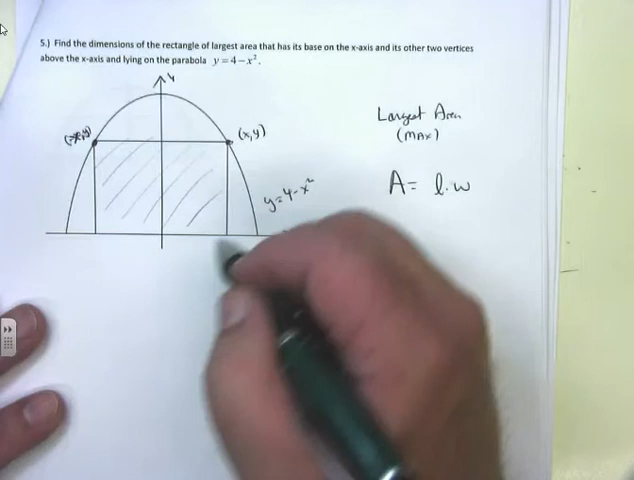 5.) Find the dimensions of the rectangle of largest area that has its base on the x-axis and its other two vertices
above the x-axis and lying on the parabola y = 4 – x².
y
Largest Area
(MAX)
(-x,y)
(x,y)
A= l·w
y=4-x²